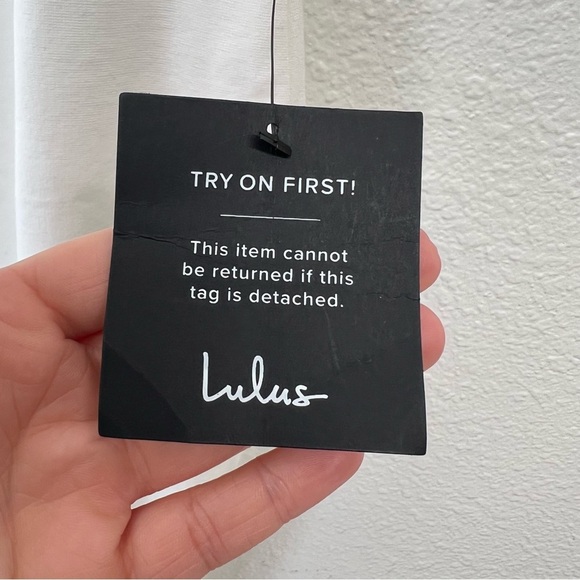 TRY ON FIRST!
This item cannot
be returned if this
tag is detached.
Lulus